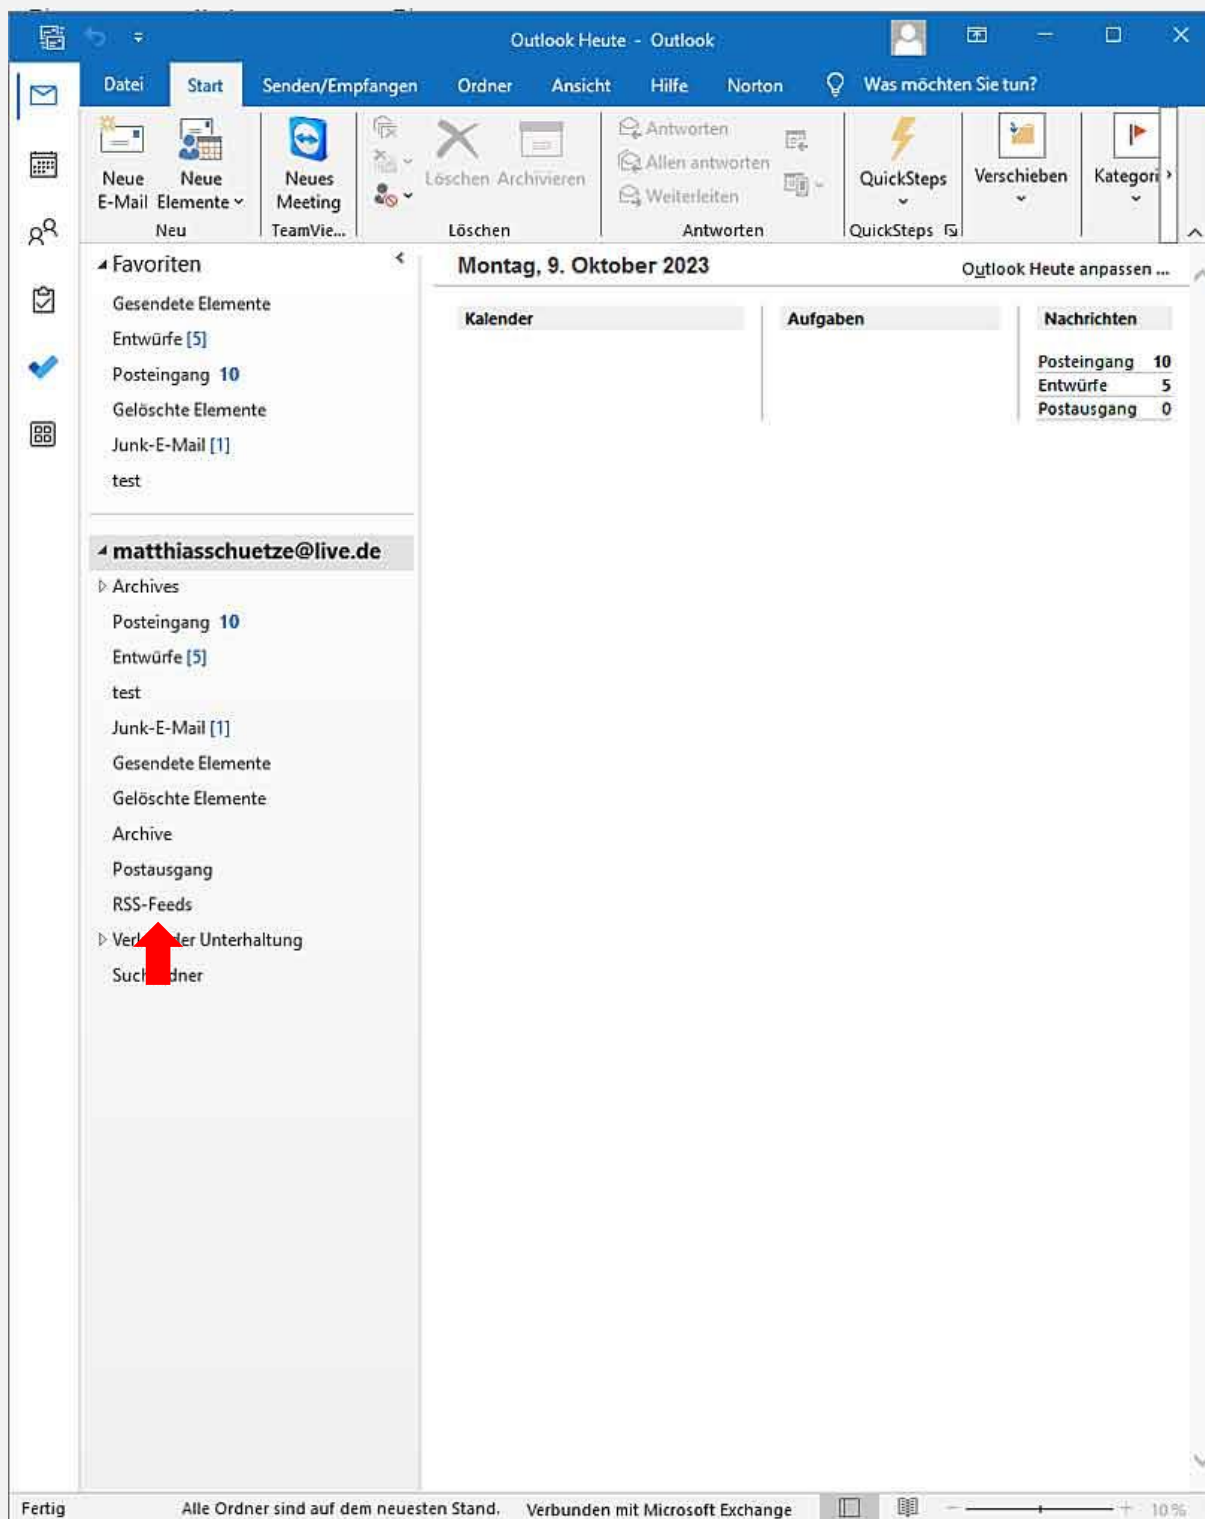 Outlook Heute - Outlook
Datei Start Senden/Empfangen Ordner Ansicht Hilfe Norton Was möchten Sie tun?
Neue E-Mail
Neue Elemente
Neues Meeting
Löschen Archivieren
Antworten
Allen antworten
Weiterleiten
QuickSteps
Verschieben
Kategori
Neu TeamVie... Löschen Antworten QuickSteps
Favoriten
Gesendete Elemente
Entwürfe [5]
Posteingang 10
Gelöschte Elemente
Junk-E-Mail [1]
test
matthiasschuetze@live.de
Archives
Posteingang 10
Entwürfe [5]
test
Junk-E-Mail [1]
Gesendete Elemente
Gelöschte Elemente
Archive
Postausgang
RSS-Feeds
Unterhaltung
Montag, 9. Oktober 2023
Outlook Heute anpassen ...
Kalender
Aufgaben
Nachrichten
Posteingang 10
Entwürfe 5
Postausgang 0
Fertig Alle Ordner sind auf dem neuesten Stand. Verbunden mit Microsoft Exchange 10 %